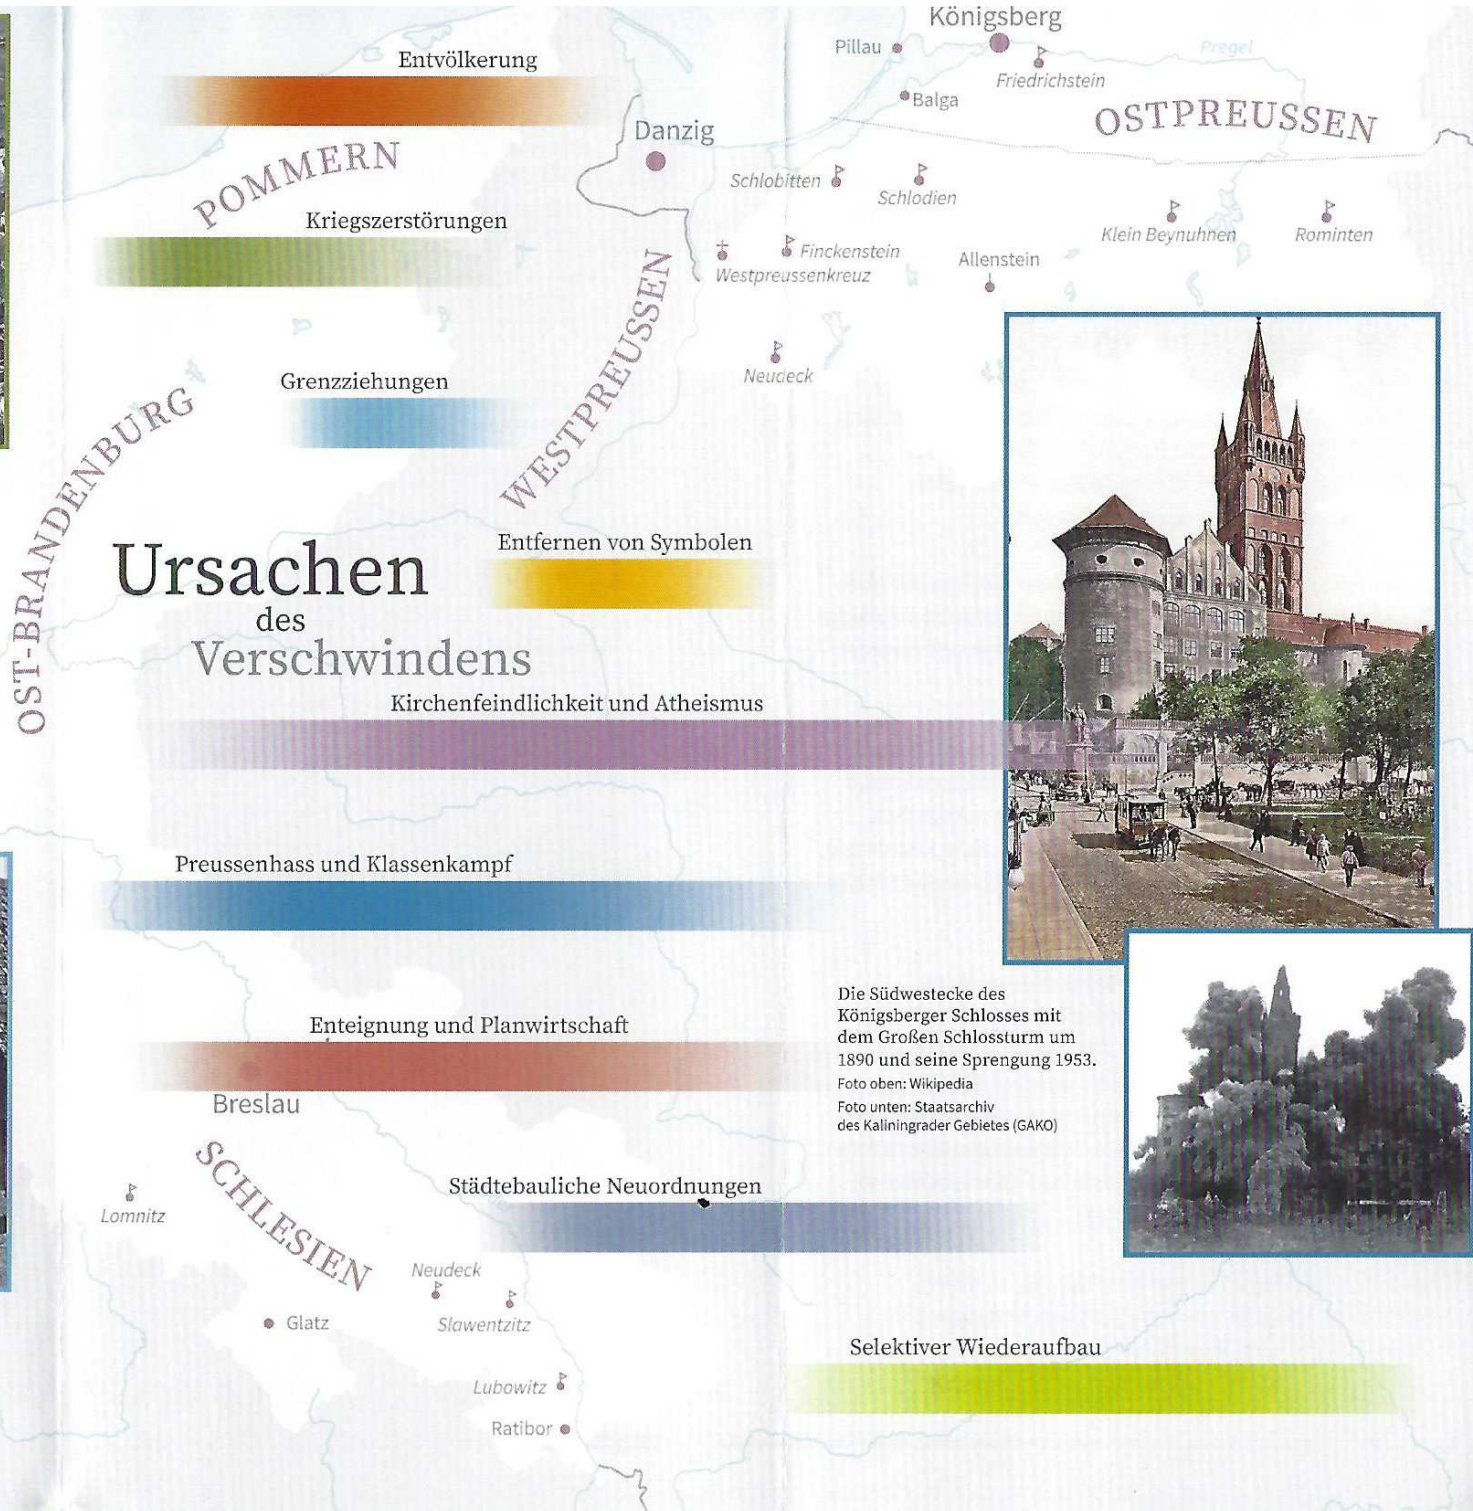 Königsberg
Pillau
Friedrichstein
Pregel
Balga
OSTPREUSSEN
Entvölkerung
Danzig
POMMERN
Schlobitten
Schlodien
Kriegszerstörungen
Klein Beynuhnen
Rominten
Finckenstein
Westpreussenkreuz
Allenstein
WESTPREUSSEN
Neudeck
Grenzziehungen
OST-BRANDENBURG
Ursachen
des
Verschwindens
Entfernen von Symbolen
Kirchenfeindlichkeit und Atheismus
Preussenhass und Klassenkampf
Enteignung und Planwirtschaft
Die Südwestecke des
Königsberger Schlosses mit
dem Großen Schlossturm um
1890 und seine Sprengung 1953.
Foto oben: Wikipedia
Foto unten: Staatsarchiv
des Kaliningrader Gebietes (GAKO)
Breslau
SCHLESIEN
Lomnitz
Städtebauliche Neuordnungen
Neudeck
Glatz
Slawentzitz
Selektiver Wiederaufbau
Lubowitz
Ratibor